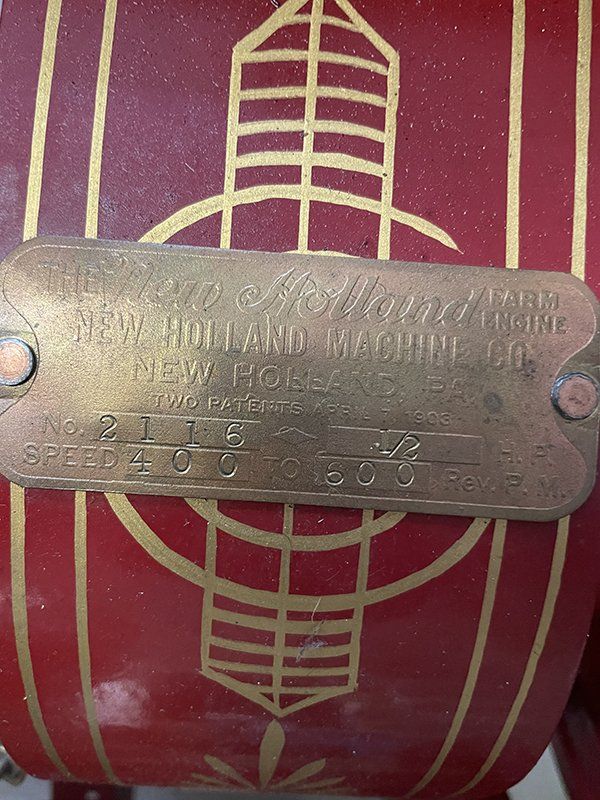 THE New Holland FARM ENGINE
NEW HOLLAND MACHINE CO
NEW HOLLAND, PA.
TWO PATENTS APRIL 7, 1903
No. 2116 1/2 H. P.
SPEED 400 TO 600 Rev. P. M.